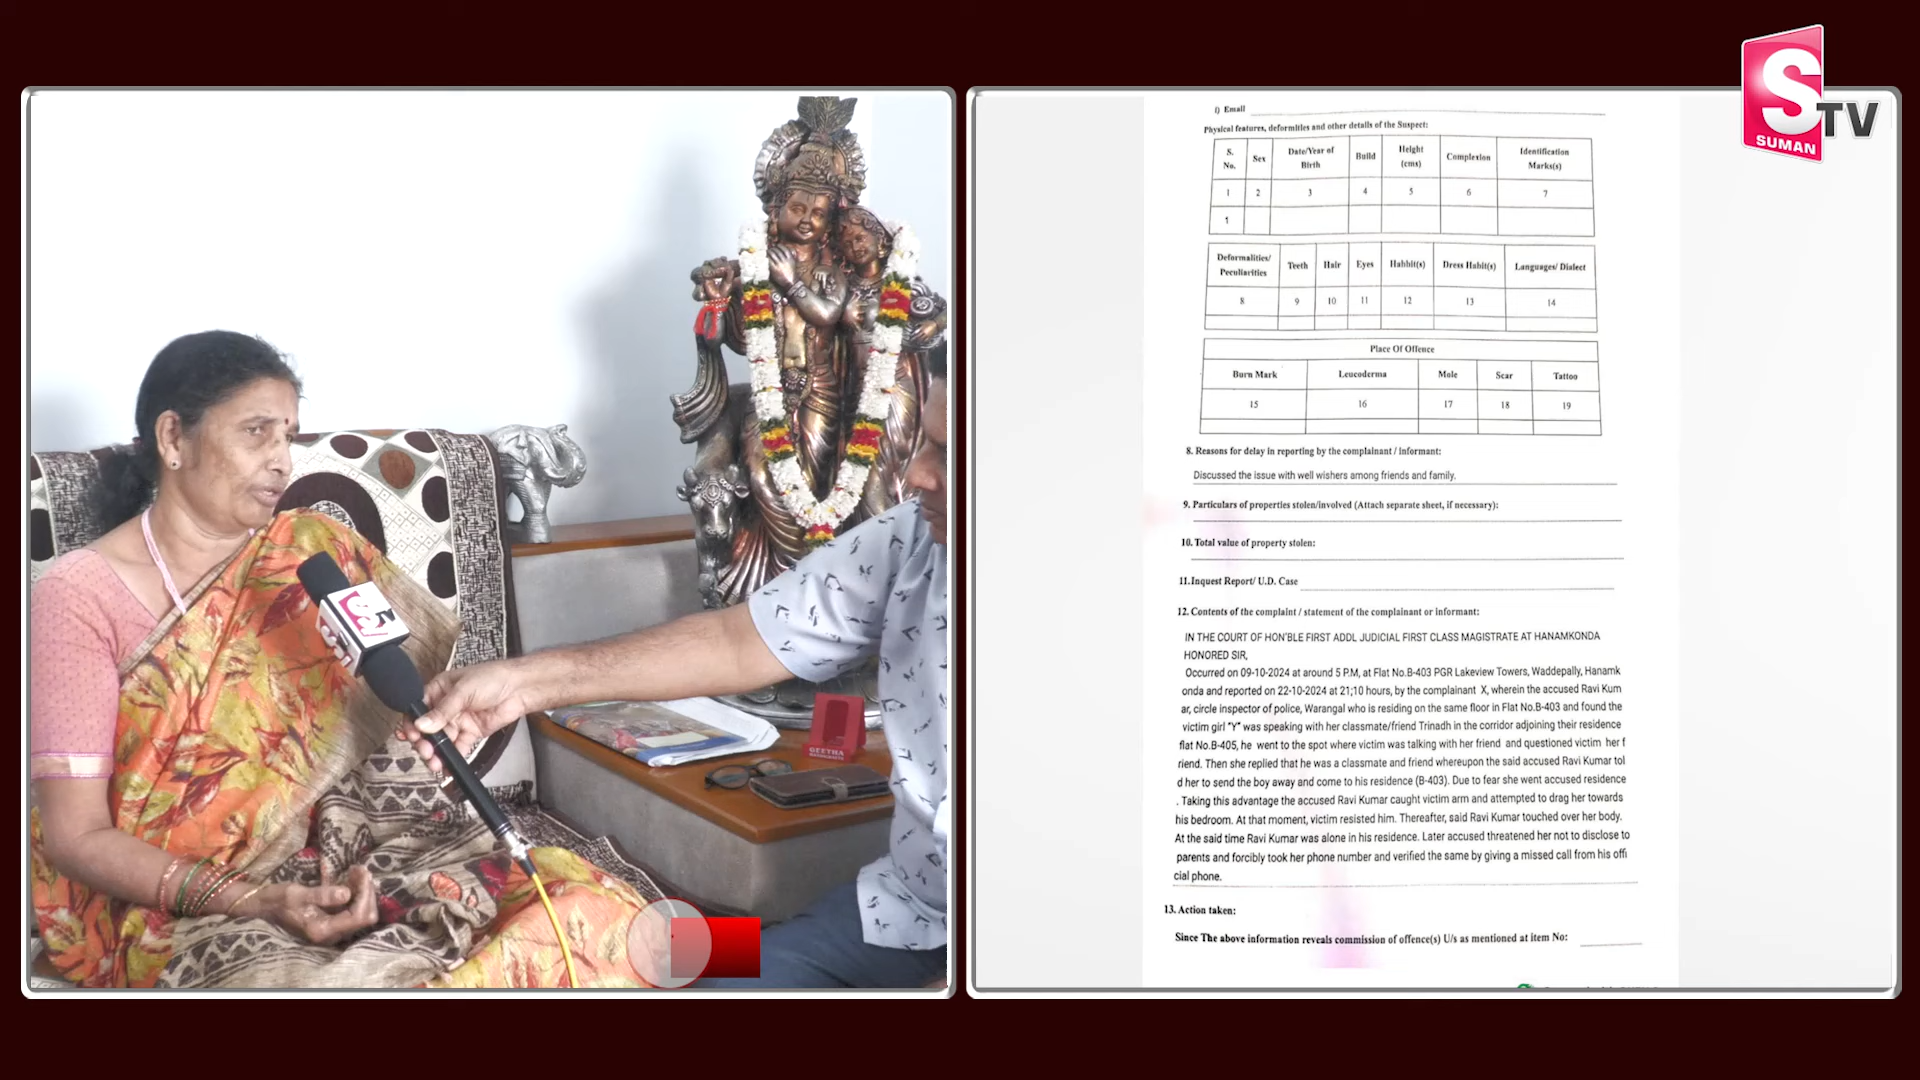 S
TV
SUMAN
GEETHA
i) Email
Physical features, deformities and other details of the Suspect:
S. No. Sex Date/Year of Birth Build Height (cms) Complexion Identification Marks(s)
1 2 3 4 5 6 7
1
Deformalities/ Peculiarities Teeth Hair Eyes Habbit(s) Dress Habit(s) Languages/ Dialect
8 9 10 11 12 13 14
Place Of Offence
Burn Mark Leucoderma Mole Scar Tattoo
15 16 17 18 19
8. Reasons for delay in reporting by the complainant / informant:
Discussed the issue with well wishers among friends and family.
9. Particulars of properties stolen/involved (Attach separate sheet, if necessary):
10. Total value of property stolen:
11.Inquest Report/ U.D. Case
12. Contents of the complaint / statement of the complainant or informant:
IN THE COURT OF HON'BLE FIRST ADDL JUDICIAL FIRST CLASS MAGISTRATE AT HANAMKONDA
HONORED SIR,
Occurred on 09-10-2024 at around 5 P.M, at Flat No.B-403 PGR Lakeview Towers, Waddepally, Hanamk
onda and reported on 22-10-2024 at 21;10 hours, by the complainant X, wherein the accused Ravi Kum
ar, circle inspector of police, Warangal who is residing on the same floor in Flat No.B-403 and found the
victim girl "Y" was speaking with her classmate/friend Trinadh in the corridor adjoining their residence
flat No.B-405, he went to the spot where victim was talking with her friend and questioned victim her f
riend. Then she replied that he was a classmate and friend whereupon the said accused Ravi Kumar tol
d her to send the boy away and come to his residence (B-403). Due to fear she went accused residence
. Taking this advantage the accused Ravi Kumar caught victim arm and attempted to drag her towards
his bedroom. At that moment, victim resisted him. Thereafter, said Ravi Kumar touched over her body.
At the said time Ravi Kumar was alone in his residence. Later accused threatened her not to disclose to
parents and forcibly took her phone number and verified the same by giving a missed call from his offi
cial phone.
13. Action taken:
Since The above information reveals commission of offence(s) U/s as mentioned at item No: